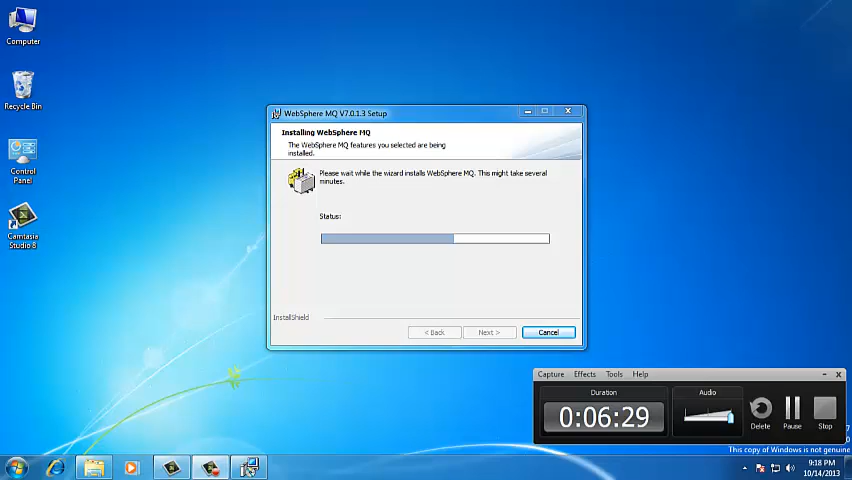 Computer
Recycle Bin
Control
Panel
Camtasia
Studio 8
WebSphere MQ V7.0.1.3 Setup
Installing WebSphere MQ
The WebSphere MQ features you selected are being
installed.
Please wait while the wizard installs WebSphere MQ. This might take several
minutes.
Status:
InstallShield
< Back
Next >
Cancel
Capture
Effects
Tools
Help
Duration
0:06:29
Audio
Delete
Pause
Stop
This copy of Windows is not genuine
9:18 PM
10/14/2013